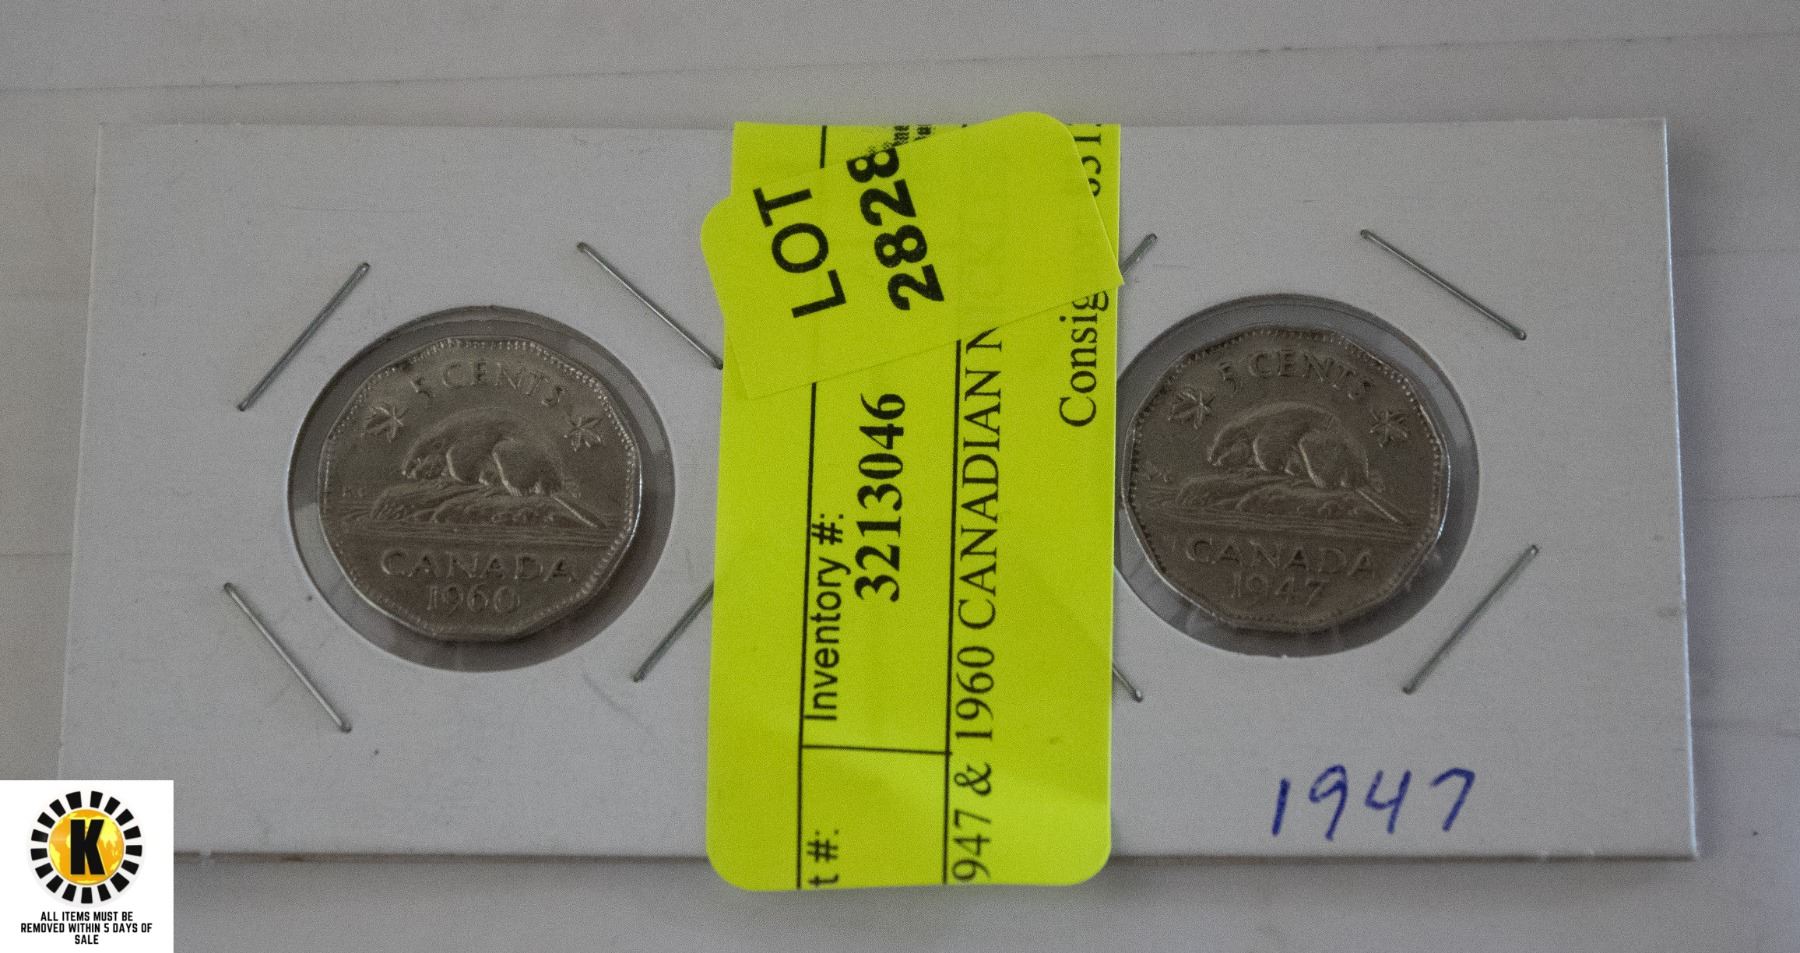 5 CENTS
KG
CANADA
1960
LOT
2828
Inventory #:
3213046
t #:
947 & 1960 CANADIAN N
Consig
5 CENTS
CANADA
1947
1947
K
ALL ITEMS MUST BE
REMOVED WITHIN 5 DAYS OF
SALE